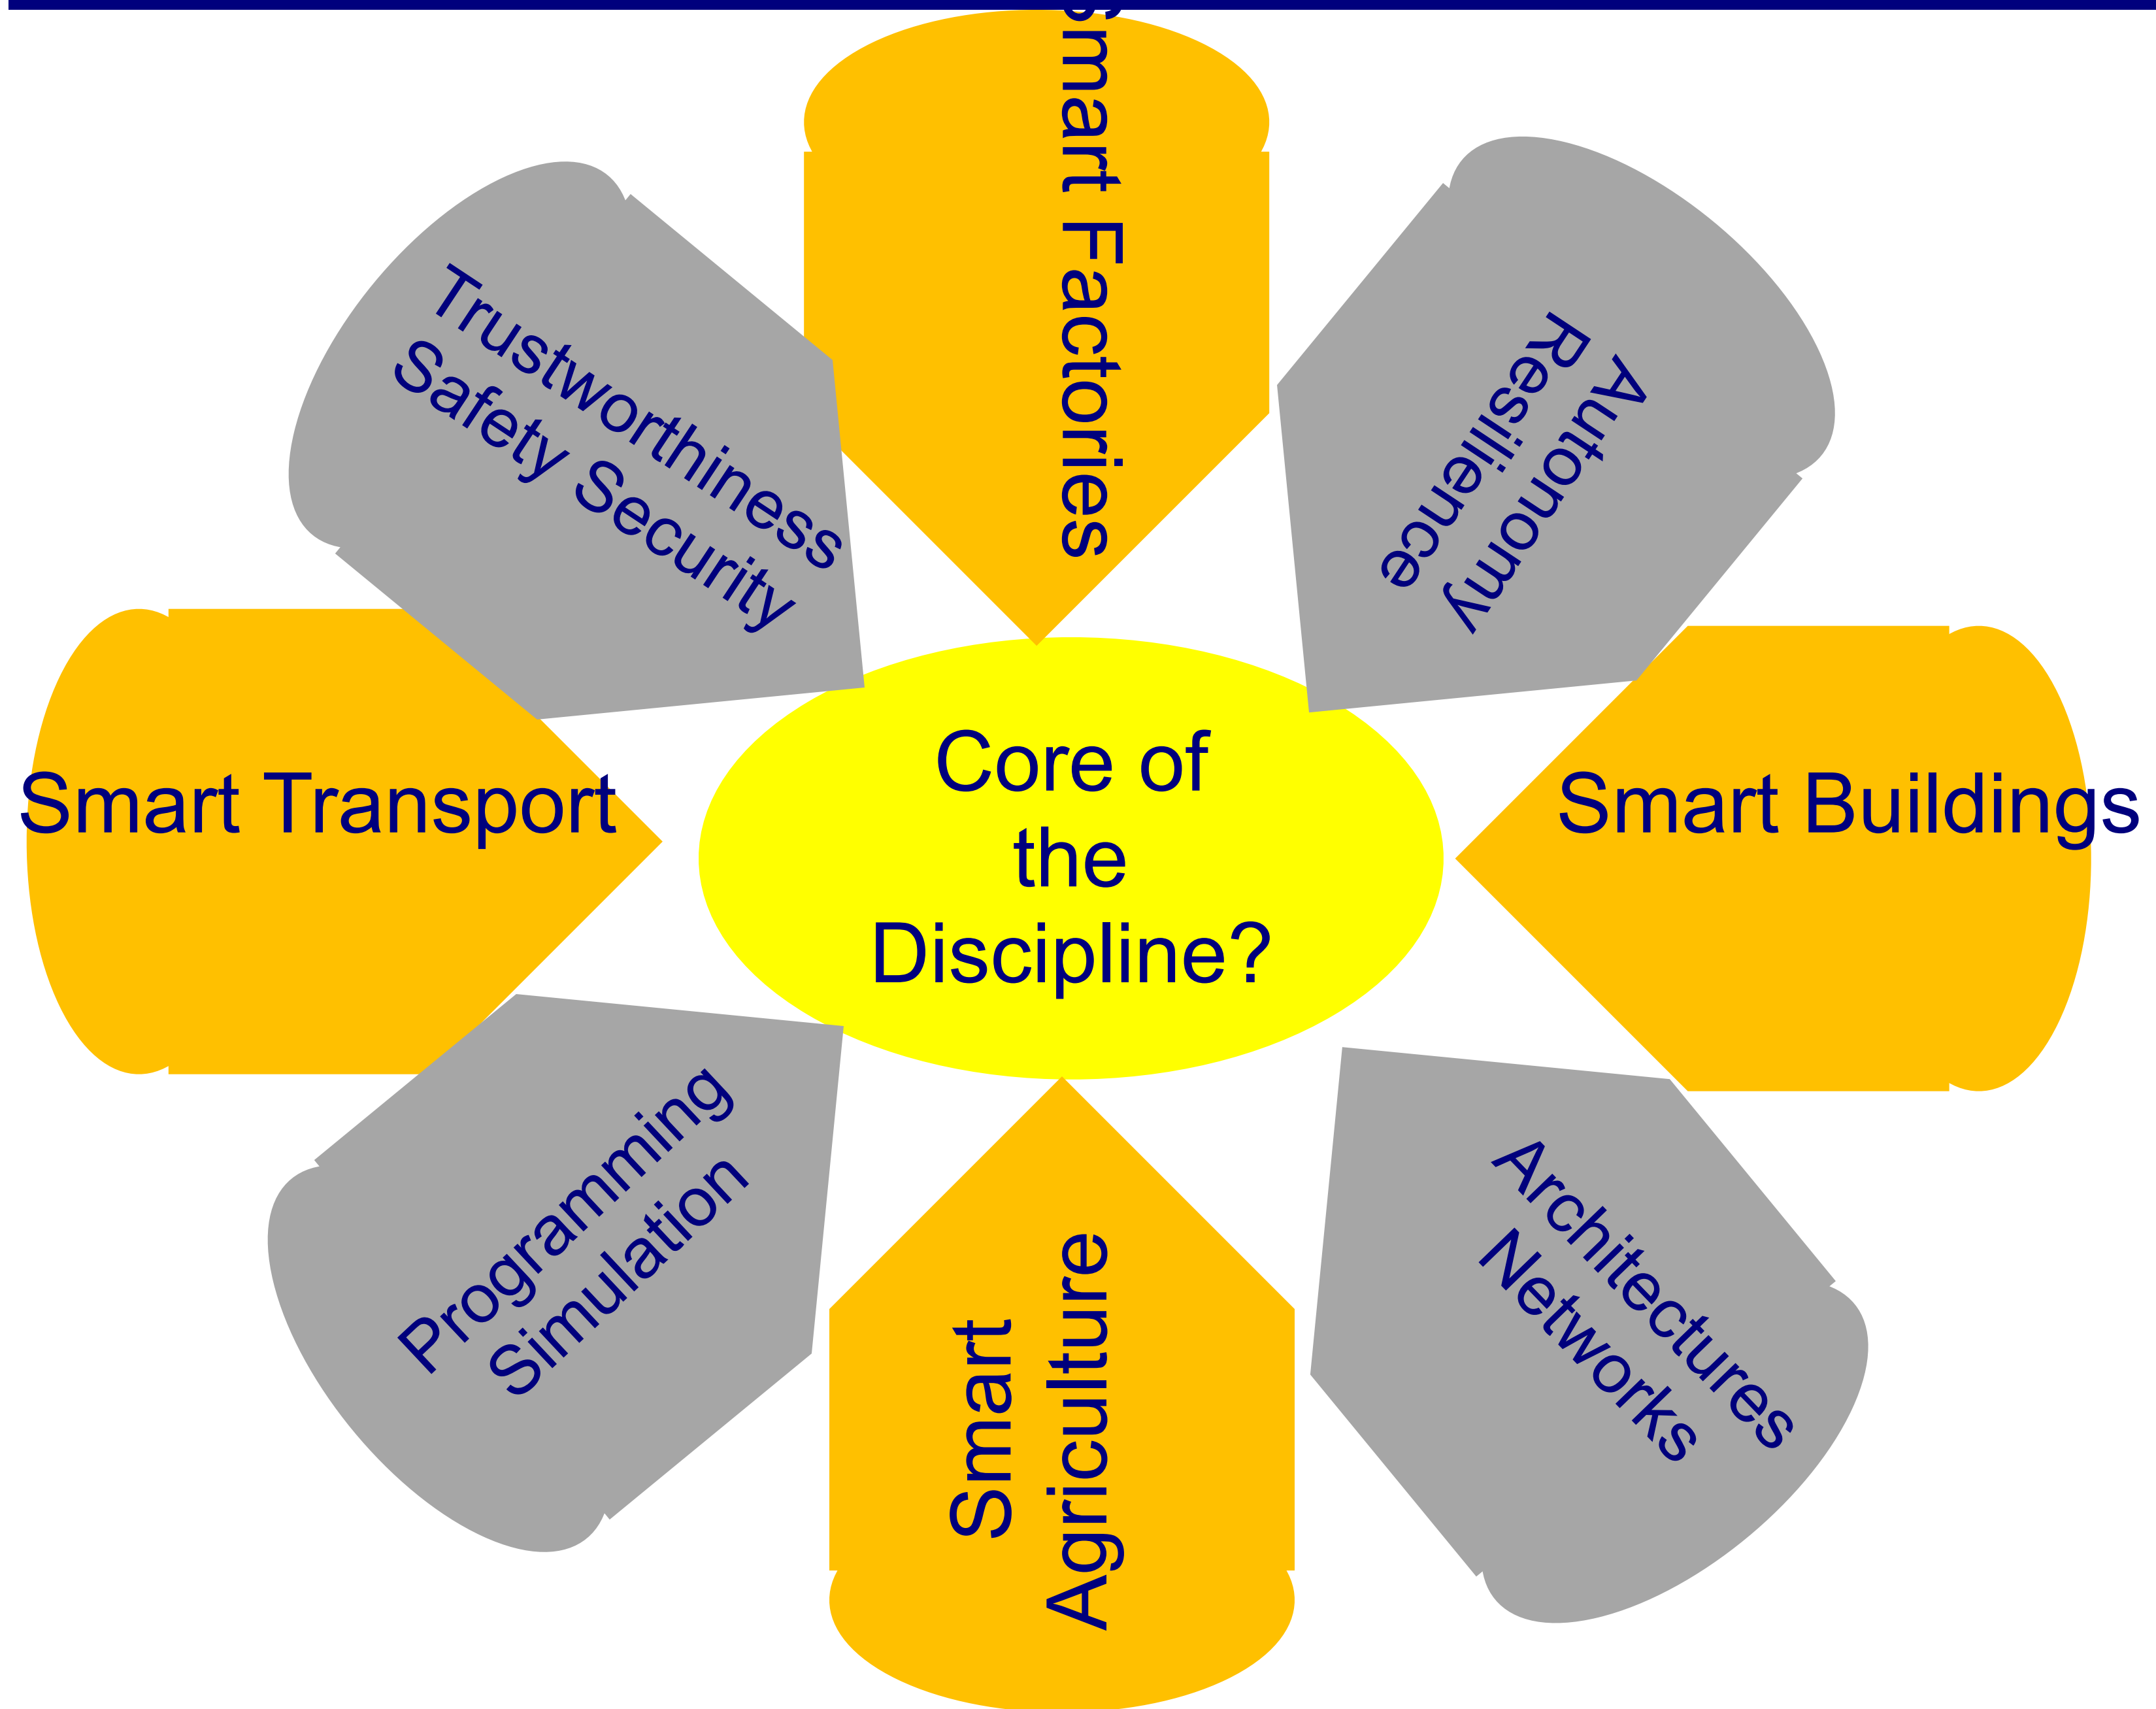 Smart Factories
Trustworthiness
Safety Security
Autonomy
Resilience
Smart Transport
Core of
the
Discipline?
Smart Buildings
Programming
Simulation
Architectures
Networks
Smart
Agriculture